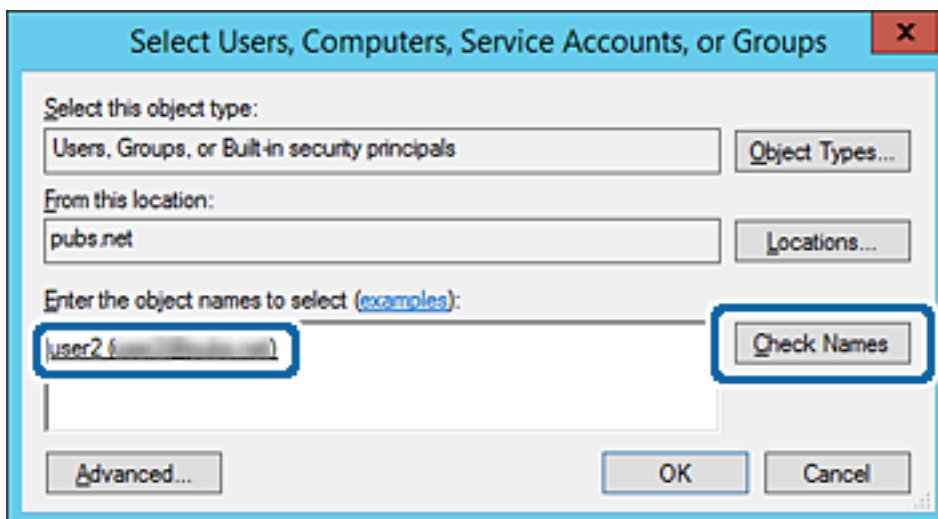 Select Users, Computers, Service Accounts, or Groups
x
Select this object type:
Users, Groups, or Built-in security principals
Object Types...
From this location:
pubs.net
Locations...
Enter the object names to select (examples):
user2 ( )
Check Names
Advanced...
OK
Cancel